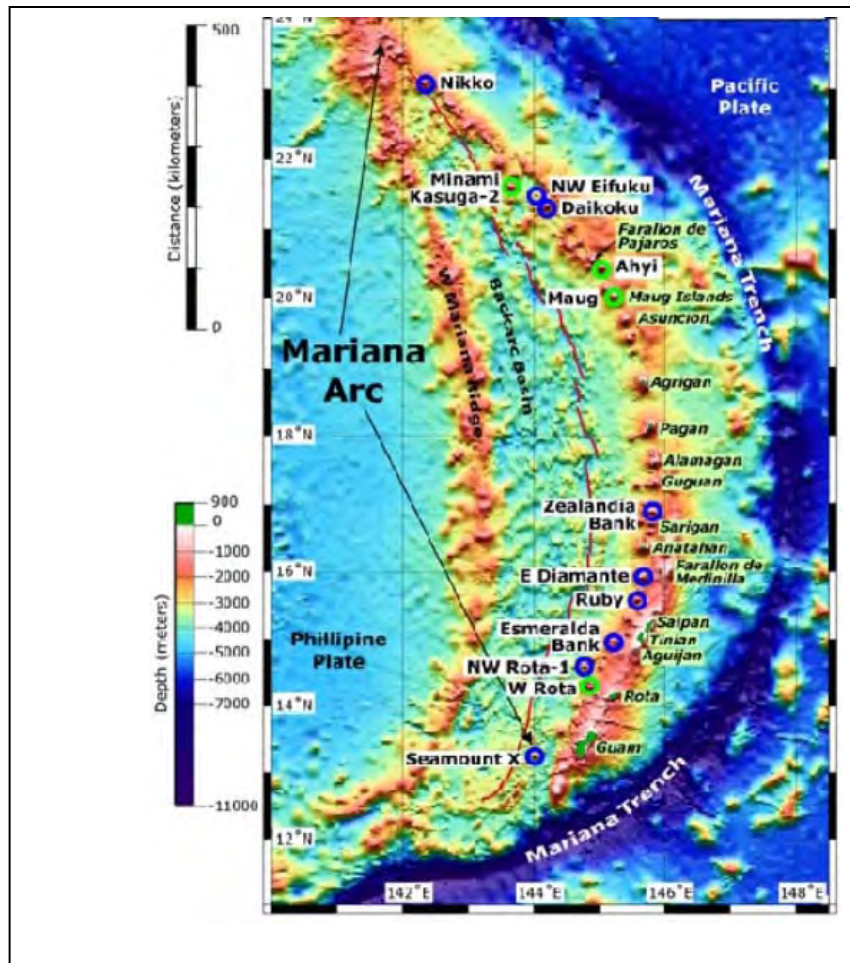 24°N
500
Distance (kilometers)
0
Nikko
Pacific
Plate
22°N
Minami
Kasuga-2
NW Eifuku
Daikoku
Mariana Trench
Farallon de
Pajaros
Ahyi
20°N
Maug
Maug Islands
Asuncion
W Mariana Ridge
Backarc Basin
Mariana
Arc
Agrigan
18°N
Pagan
Alamagan
Guguan
900
0
-1000
-2000
-3000
-4000
-5000
-6000
-7000
-11000
Depth (meters)
Zealandia
Bank
Sarigan
Anatahan
16°N
E Diamante
Farallon de
Medinilla
Ruby
Esmeralda
Bank
Saipan
Tinian
Aguijan
Phillipine
Plate
NW Rota-1
W Rota
14°N
Rota
Guam
Seamount X
Mariana Trench
12°N
142°E
144°E
146°E
148°E